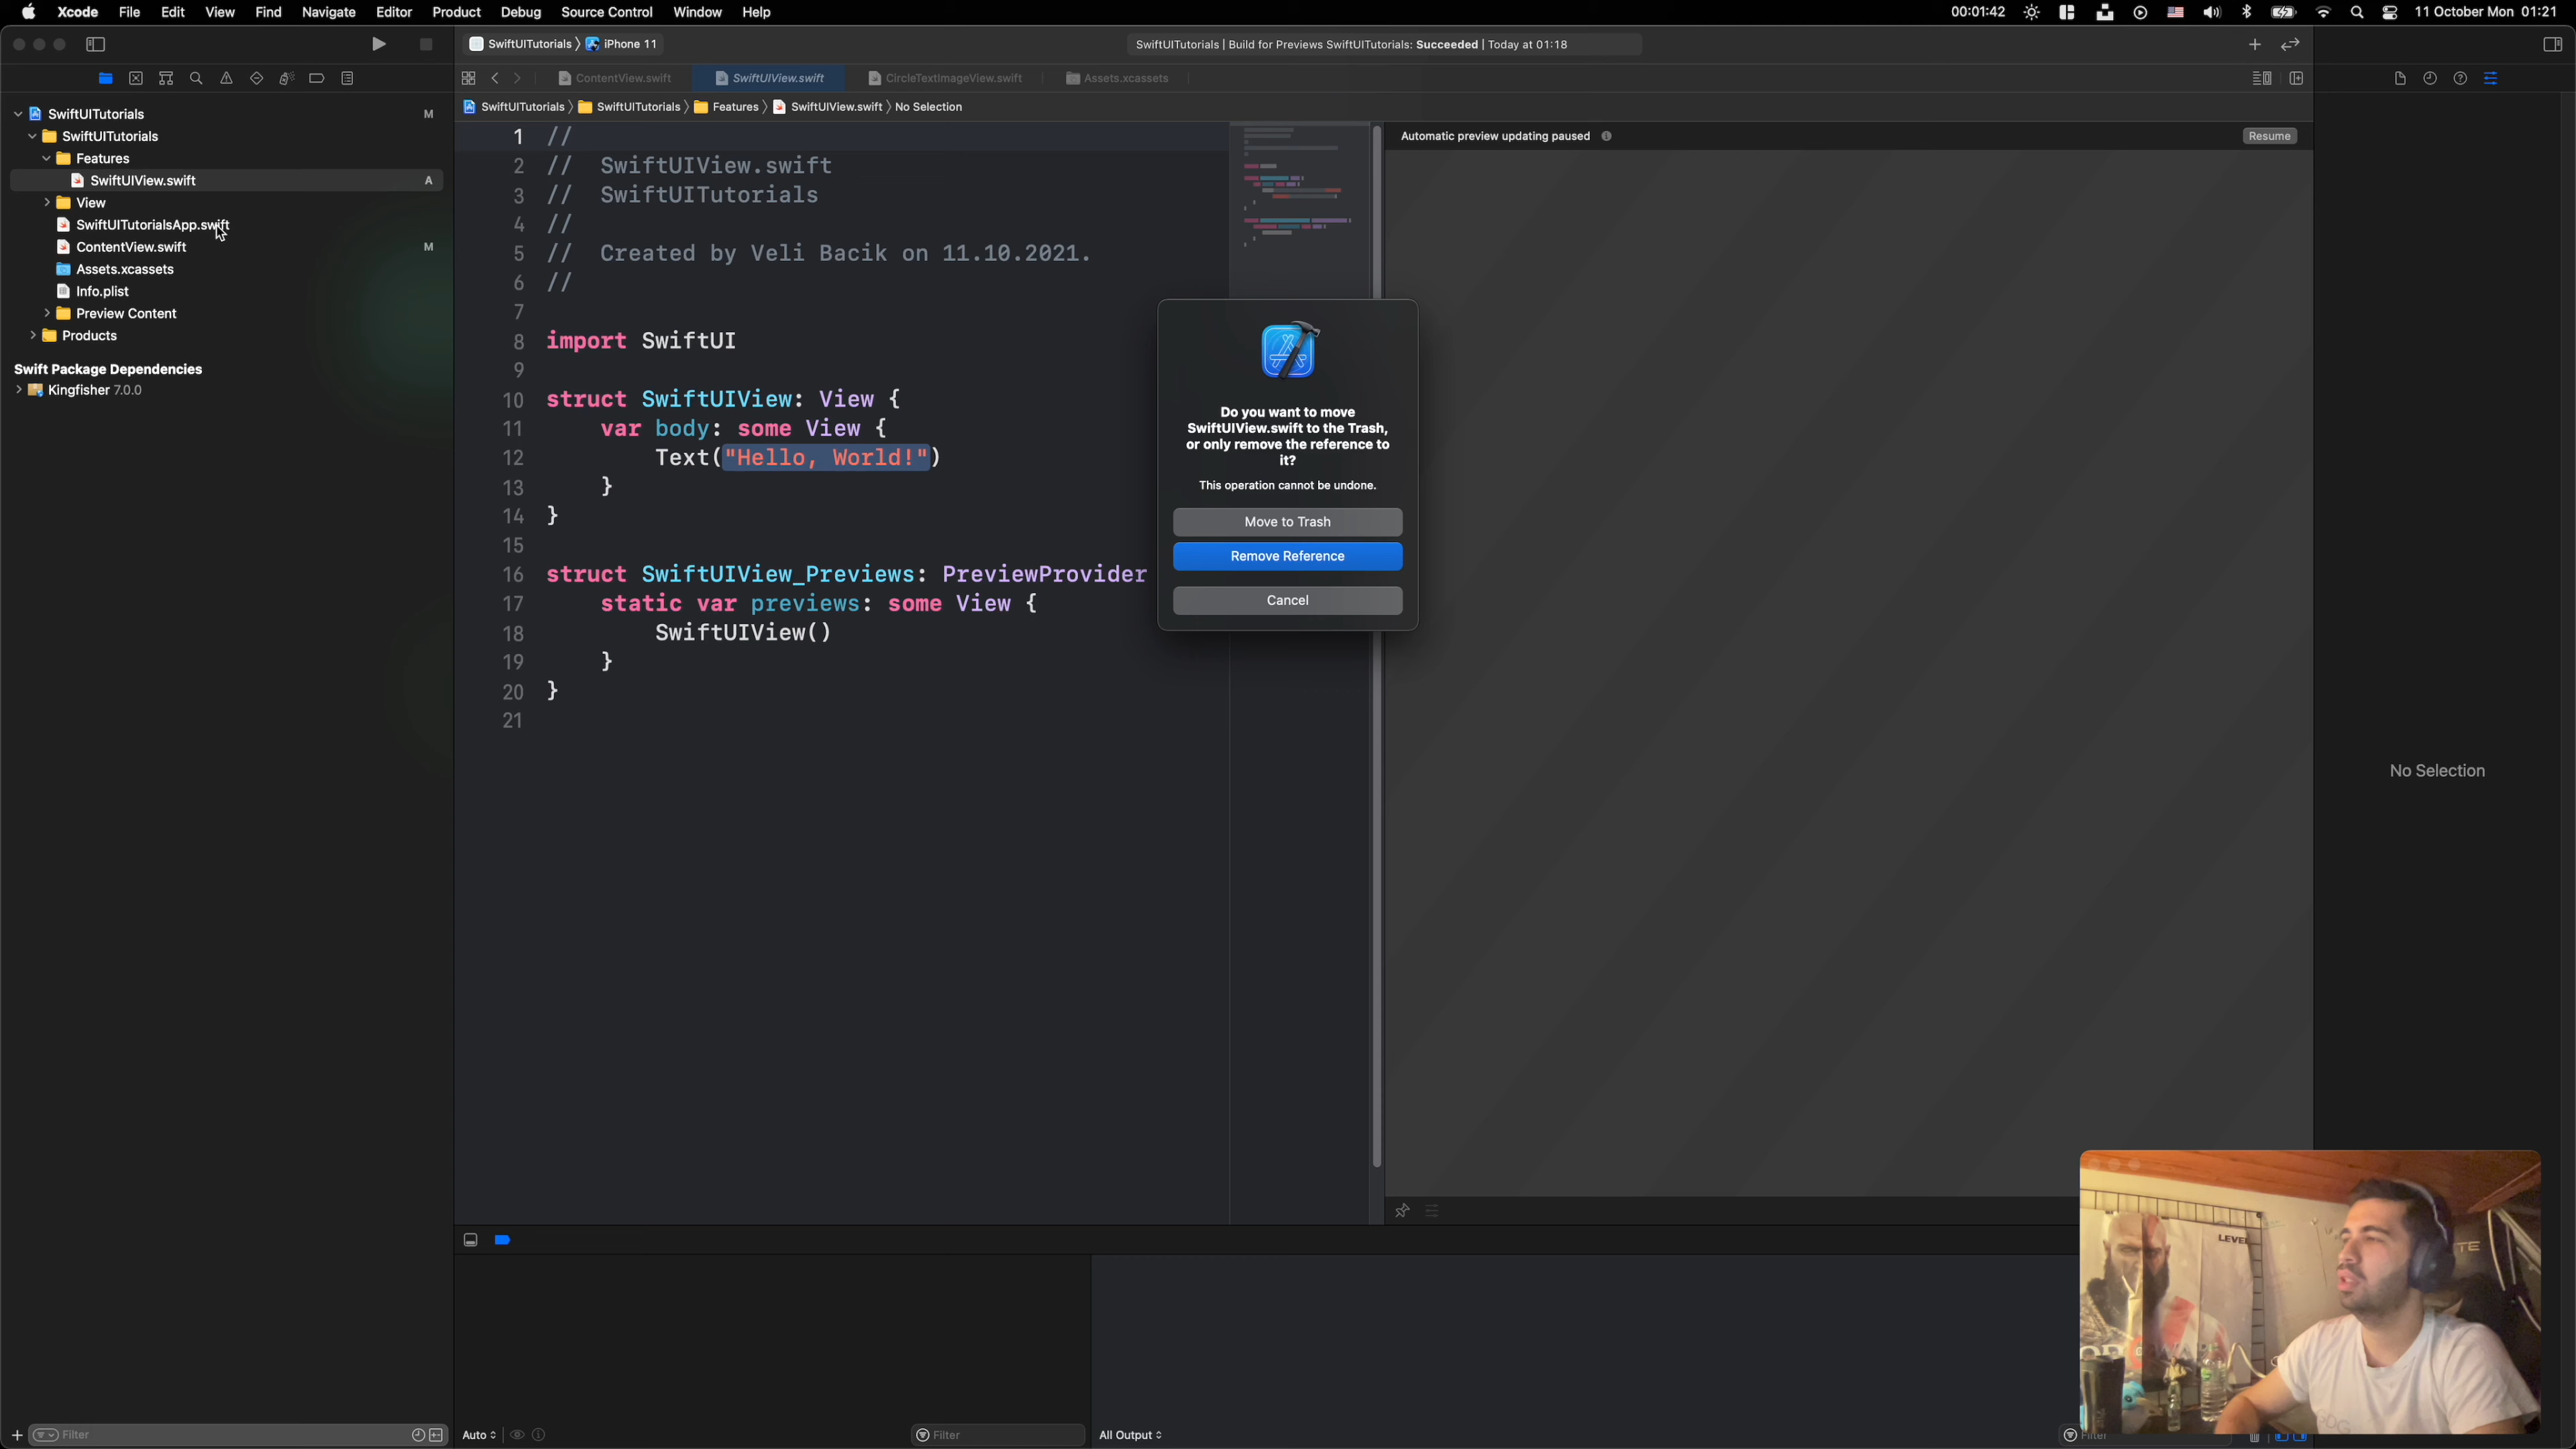 Xcode File Edit View Find Navigate Editor Product Debug Source Control Window Help 00:01:42 11 October Mon 01:21
SwiftUITutorials iPhone 11 SwiftUITutorials | Build for Previews SwiftUITutorials: Succeeded | Today at 01:18
ContentView.swift SwiftUIView.swift CircleTextImageView.swift Assets.xcassets
SwiftUITutorials SwiftUITutorials Features SwiftUIView.swift No Selection
SwiftUITutorials M
SwiftUITutorials
Features
SwiftUIView.swift A
View
SwiftUITutorialsApp.swift
ContentView.swift M
Assets.xcassets
Info.plist
Preview Content
Products
Swift Package Dependencies
Kingfisher 7.0.0
Filter
1 //
2 // SwiftUIView.swift
3 // SwiftUITutorials
4 //
5 // Created by Veli Bacik on 11.10.2021.
6 //
7
8 import SwiftUI
9
10 struct SwiftUIView: View {
11 var body: some View {
12 Text("Hello, World!")
13 }
14 }
15
16 struct SwiftUIView_Previews: PreviewProvider
17 static var previews: some View {
18 SwiftUIView()
19 }
20 }
21
Do you want to move
SwiftUIView.swift to the Trash,
or only remove the reference to
it?
This operation cannot be undone.
Move to Trash
Remove Reference
Cancel
Automatic preview updating paused Resume
No Selection
LEVEL
Auto Filter All Output Filter